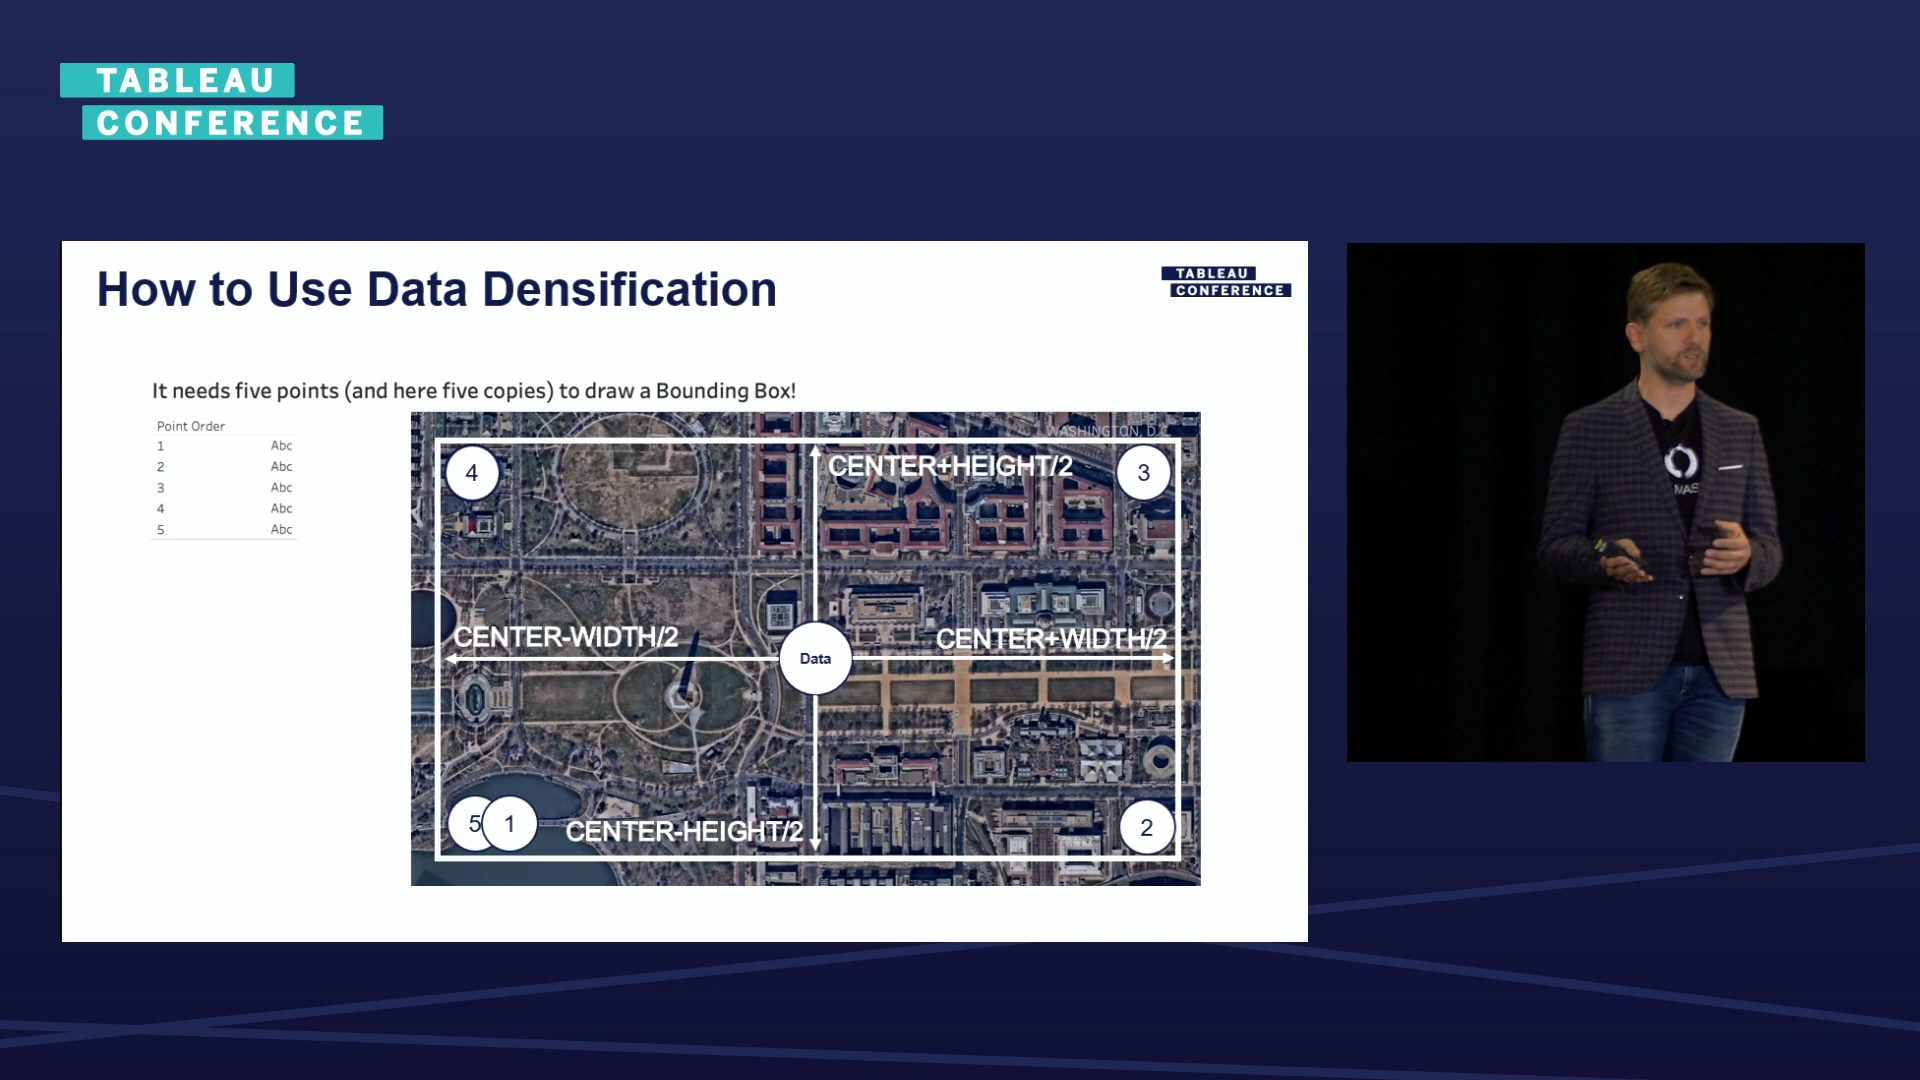 TABLEAU
CONFERENCE
How to Use Data Densification
TABLEAU
CONFERENCE
It needs five points (and here five copies) to draw a Bounding Box!
Point Order
1 Abc
2 Abc
3 Abc
4 Abc
5 Abc
WASHINGTON, D.C.
4
CENTER+HEIGHT/2
3
CENTER-WIDTH/2
CENTER+WIDTH/2
Data
5
1
CENTER-HEIGHT/2
2